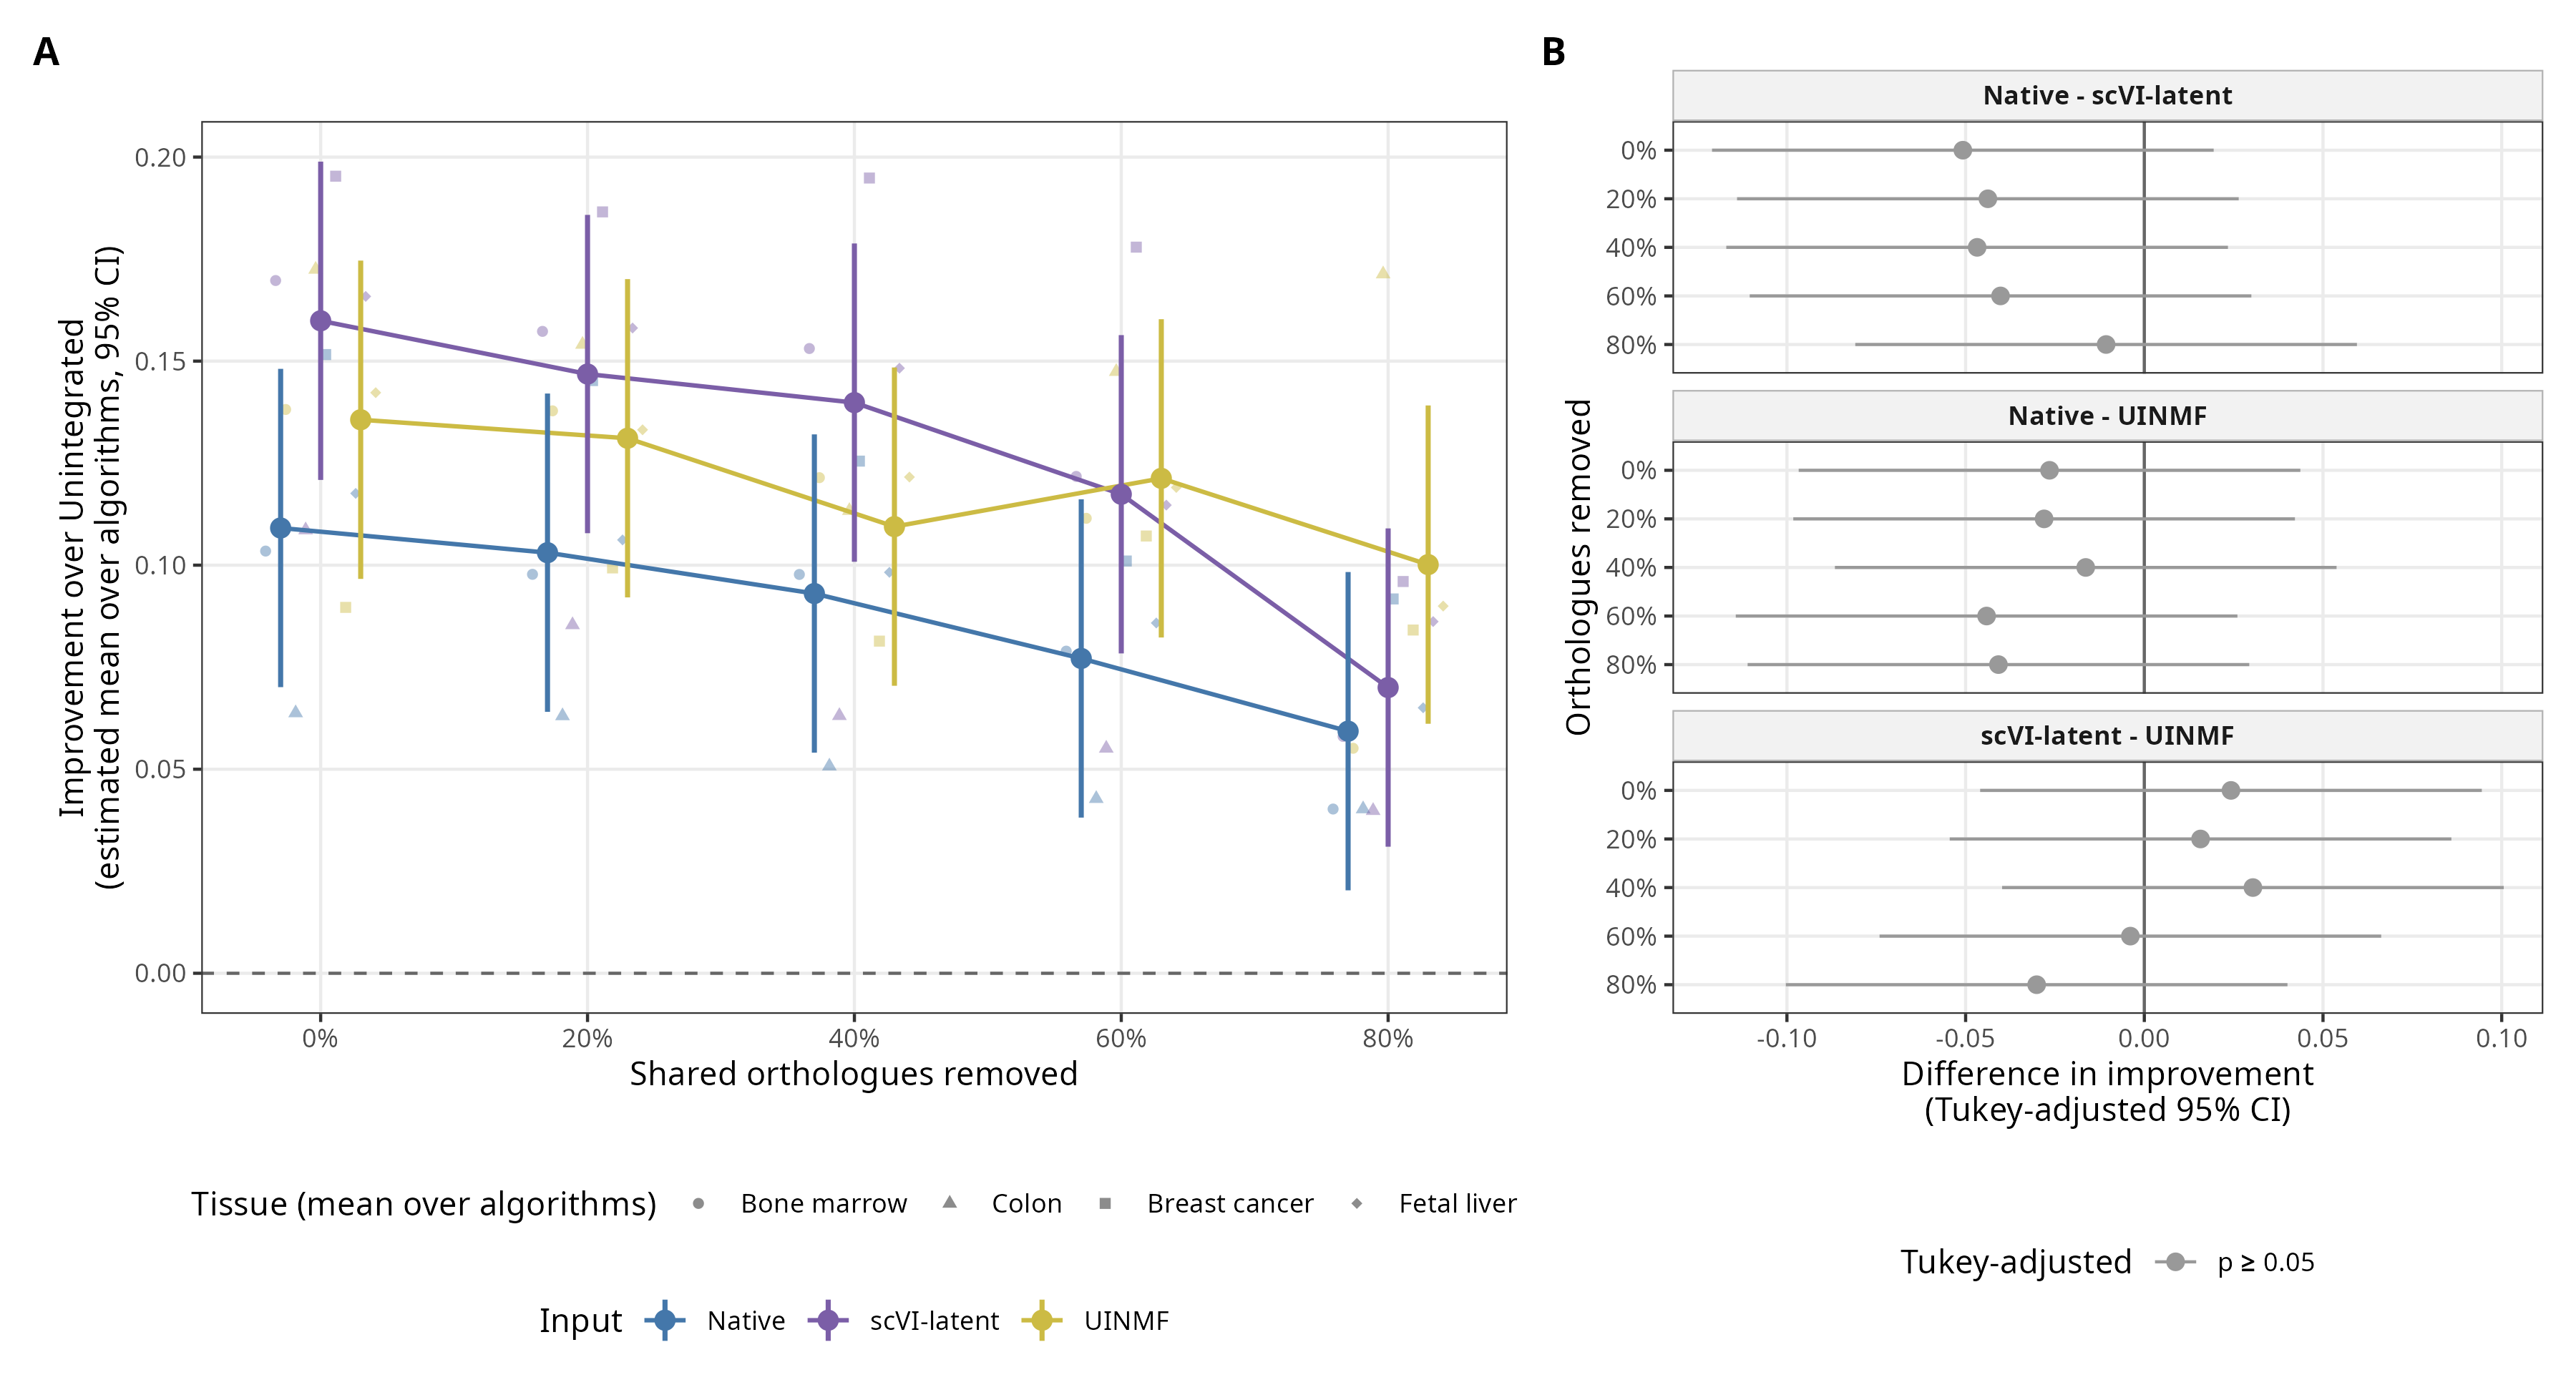 A
Improvement over Unintegrated
(estimated mean over algorithms, 95% CI)
0.20
0.15
0.10
0.05
0.00
0% 20% 40% 60% 80%
Shared orthologues removed
Tissue (mean over algorithms) Bone marrow Colon Breast cancer Fetal liver
Input Native scVI-latent UINMF
B
Orthologues removed
Native - scVI-latent
0%
20%
40%
60%
80%
Native - UINMF
0%
20%
40%
60%
80%
scVI-latent - UINMF
0%
20%
40%
60%
80%
-0.10 -0.05 0.00 0.05 0.10
Difference in improvement
(Tukey-adjusted 95% CI)
Tukey-adjusted p ≥ 0.05